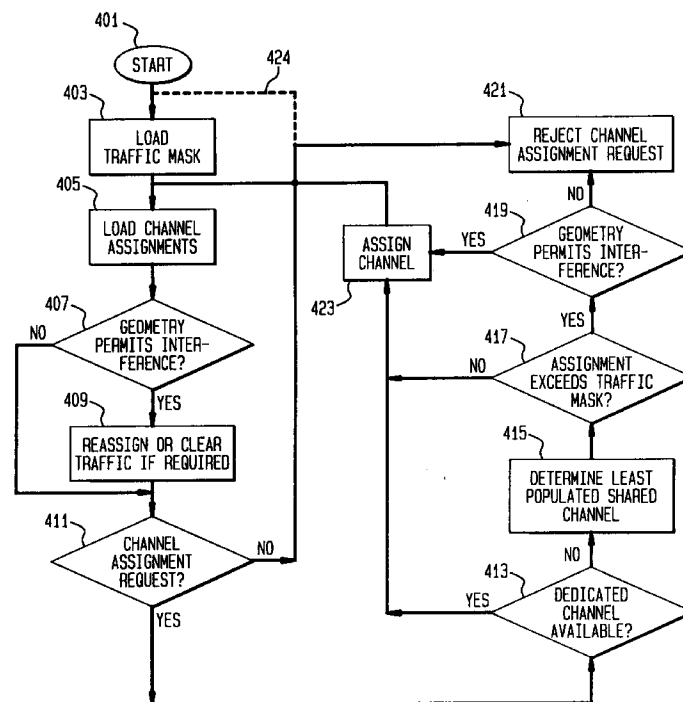 401
START
424
403
LOAD
TRAFFIC MASK
405
LOAD CHANNEL
ASSIGNMENTS
407
NO
GEOMETRY
PERMITS INTER-
FERENCE?
YES
409
REASSIGN OR CLEAR
TRAFFIC IF REQUIRED
411
CHANNEL
ASSIGNMENT
REQUEST?
NO
YES
421
REJECT CHANNEL
ASSIGNMENT REQUEST
NO
419
GEOMETRY
PERMITS INTER-
FERENCE?
YES
ASSIGN
CHANNEL
423
YES
417
ASSIGNMENT
EXCEEDS TRAFFIC
MASK?
NO
415
DETERMINE LEAST
POPULATED SHARED
CHANNEL
NO
413
DEDICATED
CHANNEL
AVAILABLE?
YES